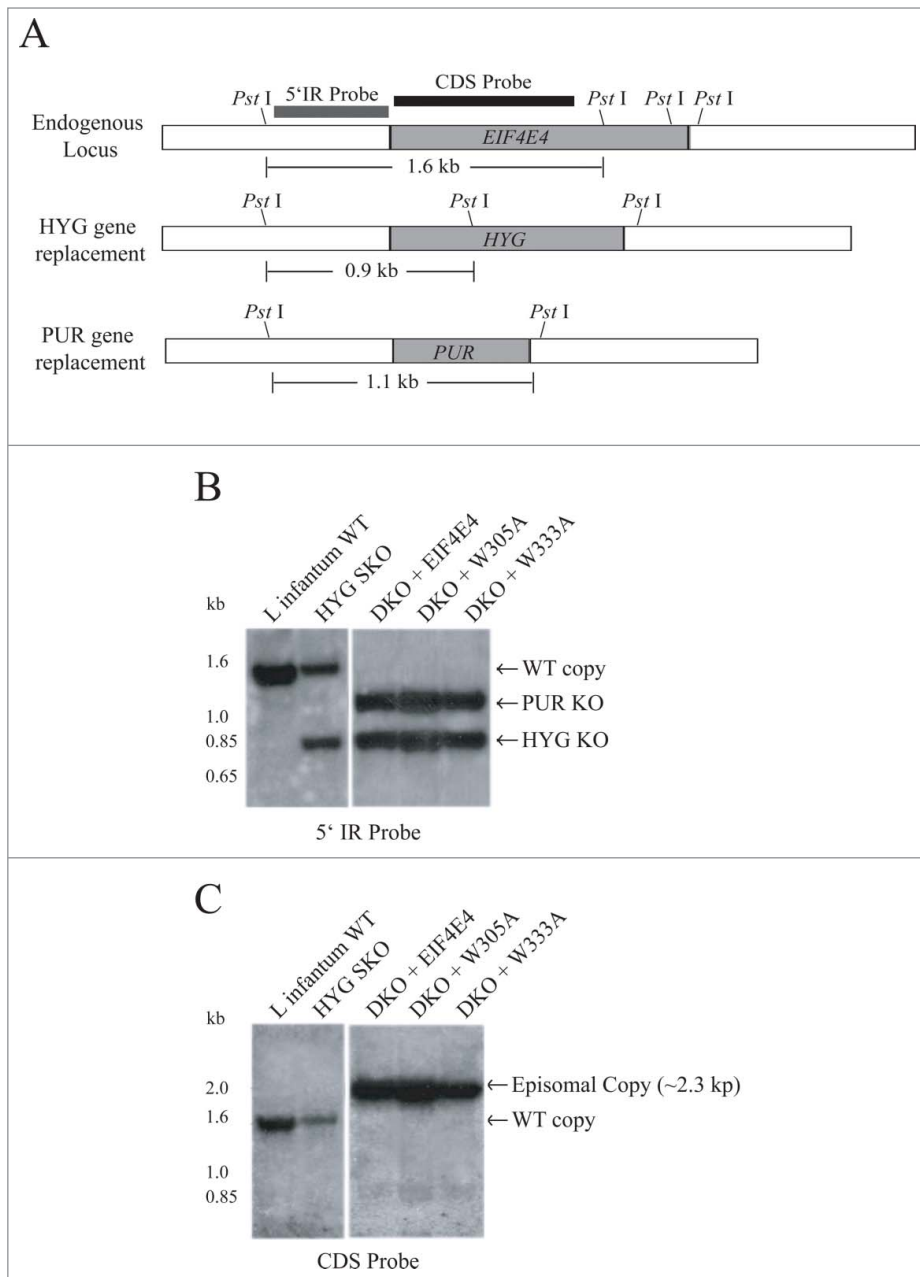 A
CDS Probe
5‘IR Probe
Pst I
Pst I
Pst I
Pst I
Endogenous
Locus
EIF4E4
1.6 kb
Pst I
Pst I
Pst I
HYG gene
replacement
HYG
0.9 kb
Pst I
Pst I
PUR gene
replacement
PUR
1.1 kb
B
L infantum WT
HYG SKO
DKO + EIF4E4
DKO + W305A
DKO + W333A
kb
1.6
1.0
0.85
0.65
←WT copy
←PUR KO
←HYG KO
5‘ IR Probe
C
L infantum WT
HYG SKO
DKO + EIF4E4
DKO + W305A
DKO + W333A
kb
2.0
1.6
1.0
0.85
←Episomal Copy (~2.3 kp)
←WT copy
CDS Probe